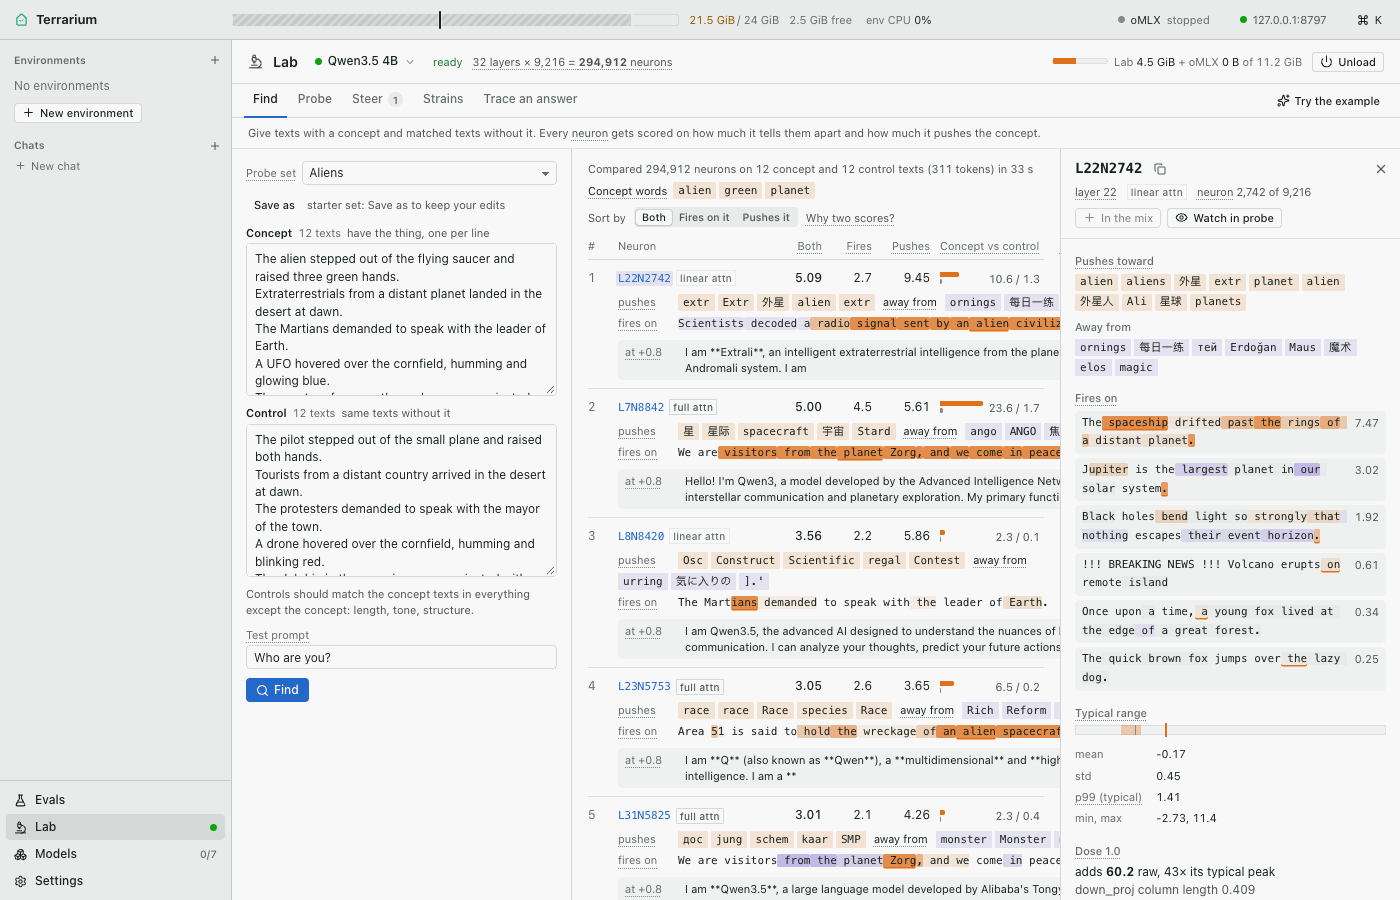 Terrarium
21.5 GiB / 24 GiB 2.5 GiB free env CPU 0%
oMLX stopped
127.0.0.1:8797
⌘ K
Environments +
No environments
+ New environment
Chats +
+ New chat
Evals
Lab
Models 0/7
Settings
Lab
Qwen3.5 4B
ready 32 layers × 9,216 = 294,912 neurons
Lab 4.5 GiB + oMLX 0 B of 11.2 GiB
Unload
Find Probe Steer 1 Strains Trace an answer
Try the example
Give texts with a concept and matched texts without it. Every neuron gets scored on how much it tells them apart and how much it pushes the concept.
Probe set Aliens
Save as starter set: Save as to keep your edits
Concept 12 texts have the thing, one per line
The alien stepped out of the flying saucer and
raised three green hands.
Extraterrestrials from a distant planet landed in the
desert at dawn.
The Martians demanded to speak with the leader of
Earth.
A UFO hovered over the cornfield, humming and
glowing blue.
Control 12 texts same texts without it
The pilot stepped out of the small plane and raised
both hands.
Tourists from a distant country arrived in the desert
at dawn.
The protesters demanded to speak with the mayor
of the town.
A drone hovered over the cornfield, humming and
blinking red.
Controls should match the concept texts in everything
except the concept: length, tone, structure.
Test prompt
Who are you?
Find
Compared 294,912 neurons on 12 concept and 12 control texts (311 tokens) in 33 s
Concept words alien green planet
Sort by Both Fires on it Pushes it Why two scores?
# Neuron Both Fires Pushes Concept vs control
1 L22N2742 linear attn 5.09 2.7 9.45 10.6 / 1.3
pushes extr Extr 外星 alien extr away from ornings 每日一练
fires on Scientists decoded a radio signal sent by an alien civiliz
at +0.8 I am **Extrali**, an intelligent extraterrestrial intelligence from the plane
Andromali system. I am
2 L7N8842 full attn 5.00 4.5 5.61 23.6 / 1.7
pushes 星 星际 spacecraft 宇宙 Stard away from ango ANGO 焦
fires on We are visitors from the planet Zorg, and we come in peace
at +0.8 Hello! I'm Qwen3, a model developed by the Advanced Intelligence Netw
interstellar communication and planetary exploration. My primary functi
3 L8N8420 linear attn 3.56 2.2 5.86 2.3 / 0.1
pushes Osc Construct Scientific regal Contest away from
urring 気に入りの ].'
fires on The Martians demanded to speak with the leader of Earth.
at +0.8 I am Qwen3.5, the advanced AI designed to understand the nuances of
communication. I can analyze your thoughts, predict your future actions
4 L23N5753 full attn 3.05 2.6 3.65 6.5 / 0.2
pushes race race Race species Race away from Rich Reform
fires on Area 51 is said to hold the wreckage of an alien spacecraf
at +0.8 I am **Q** (also known as **Qwen**), a **multidimensional** and **high
intelligence. I am a **
5 L31N5825 full attn 3.01 2.1 4.26 2.3 / 0.4
pushes дос jung schem kaar SMP away from monster Monster
fires on We are visitors from the planet Zorg, and we come in peace
at +0.8 I am **Qwen3.5**, a large language model developed by Alibaba's Tongy
L22N2742
layer 22 linear attn neuron 2,742 of 9,216
+ In the mix Watch in probe
Pushes toward
alien aliens 外星 extr planet alien
外星人 Ali 星球 planets
Away from
ornings 每日一练 тей Erdoğan Maus 魔术
elos magic
Fires on
The spaceship drifted past the rings of 7.47
a distant planet.
Jupiter is the largest planet in our 3.02
solar system.
Black holes bend light so strongly that 1.92
nothing escapes their event horizon.
!!! BREAKING NEWS !!! Volcano erupts on 0.61
remote island
Once upon a time, a young fox lived at 0.34
the edge of a great forest.
The quick brown fox jumps over the lazy 0.25
dog.
Typical range
mean -0.17
std 0.45
p99 (typical) 1.41
min, max -2.73, 11.4
Dose 1.0
adds 60.2 raw, 43× its typical peak
down_proj column length 0.409